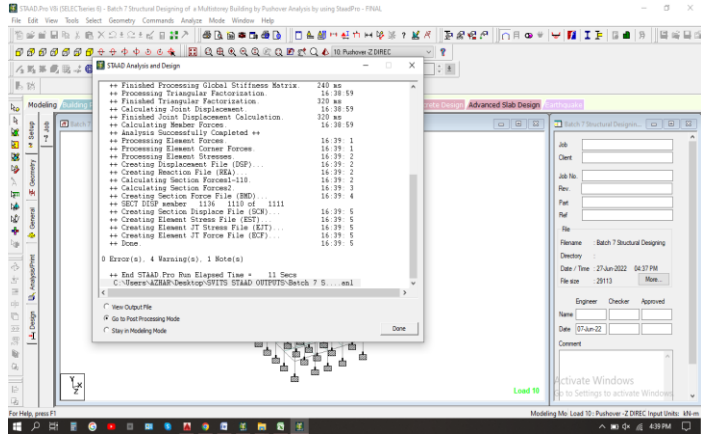 STAAD.Pro V8i (SELECTseries 6) - Batch 7 Structural Designing of a Multistorey Building by Pushover Analysis by using StaadPro - FINAL
File Edit View Tools Select Geometry Commands Analyze Mode Window Help
10: Pushover -Z DIREC
STAAD Analysis and Design
++ Finished Processing Global Stiffness Matrix. 240 ms
++ Processing Triangular Factorization. 16:38:59
++ Finished Triangular Factorization. 320 ms
++ Calculating Joint Displacement. 16:38:59
++ Finished Joint Displacement Calculation. 320 ms
++ Calculating Member Forces. 16:38:59
++ Analysis Successfully Completed ++
++ Processing Element Forces. 16:39: 1
++ Processing Element Corner Forces. 16:39: 1
++ Processing Element Stresses. 16:39: 2
++ Creating Displacement File (DSP)... 16:39: 2
++ Creating Reaction File (REA)... 16:39: 2
++ Calculating Section Forces1-110. 16:39: 2
++ Calculating Section Forces2. 16:39: 3
++ Creating Section Force File (BMD)... 16:39: 4
++ SECT DISP member 1136 1110 of 1111
++ Creating Section Displace File (SCN)... 16:39: 5
++ Creating Element Stress File (EST)... 16:39: 5
++ Creating Element JT Stress File (EJT)... 16:39: 5
++ Creating Element JT Force File (ECF)... 16:39: 5
++ Done. 16:39: 5
0 Error(s), 4 Warning(s), 1 Note(s)
++ End STAAD.Pro Run Elapsed Time = 11 Secs
C:\Users\AZHAR\Desktop\SVITS STAAD OUTPUTS\Batch 7 S....anl
View Output File
Go to Post Processing Mode
Stay in Modeling Mode
Done
Modeling
Building
Design
Advanced Slab Design
Earthquake
Setup
Job
Geometry
General
Analysis/Print
Design
Batch 7 Structural Designin...
Job
Client
Job No.
Rev.
Part
Ref
File
Filename : Batch 7 Structural Designing
Directory :
Date / Time : 27-Jun-2022 04:37 PM
File size : 29113
More...
Engineer Checker Approved
Name
Date 07-Jun-22
Comment
Y
X
Z
Load 10
Activate Windows
Go to Settings to activate Windows
For Help, press F1
Modeling Mo Load 10 : Pushover -Z DIREC Input Units: kN-m
4:39 PM